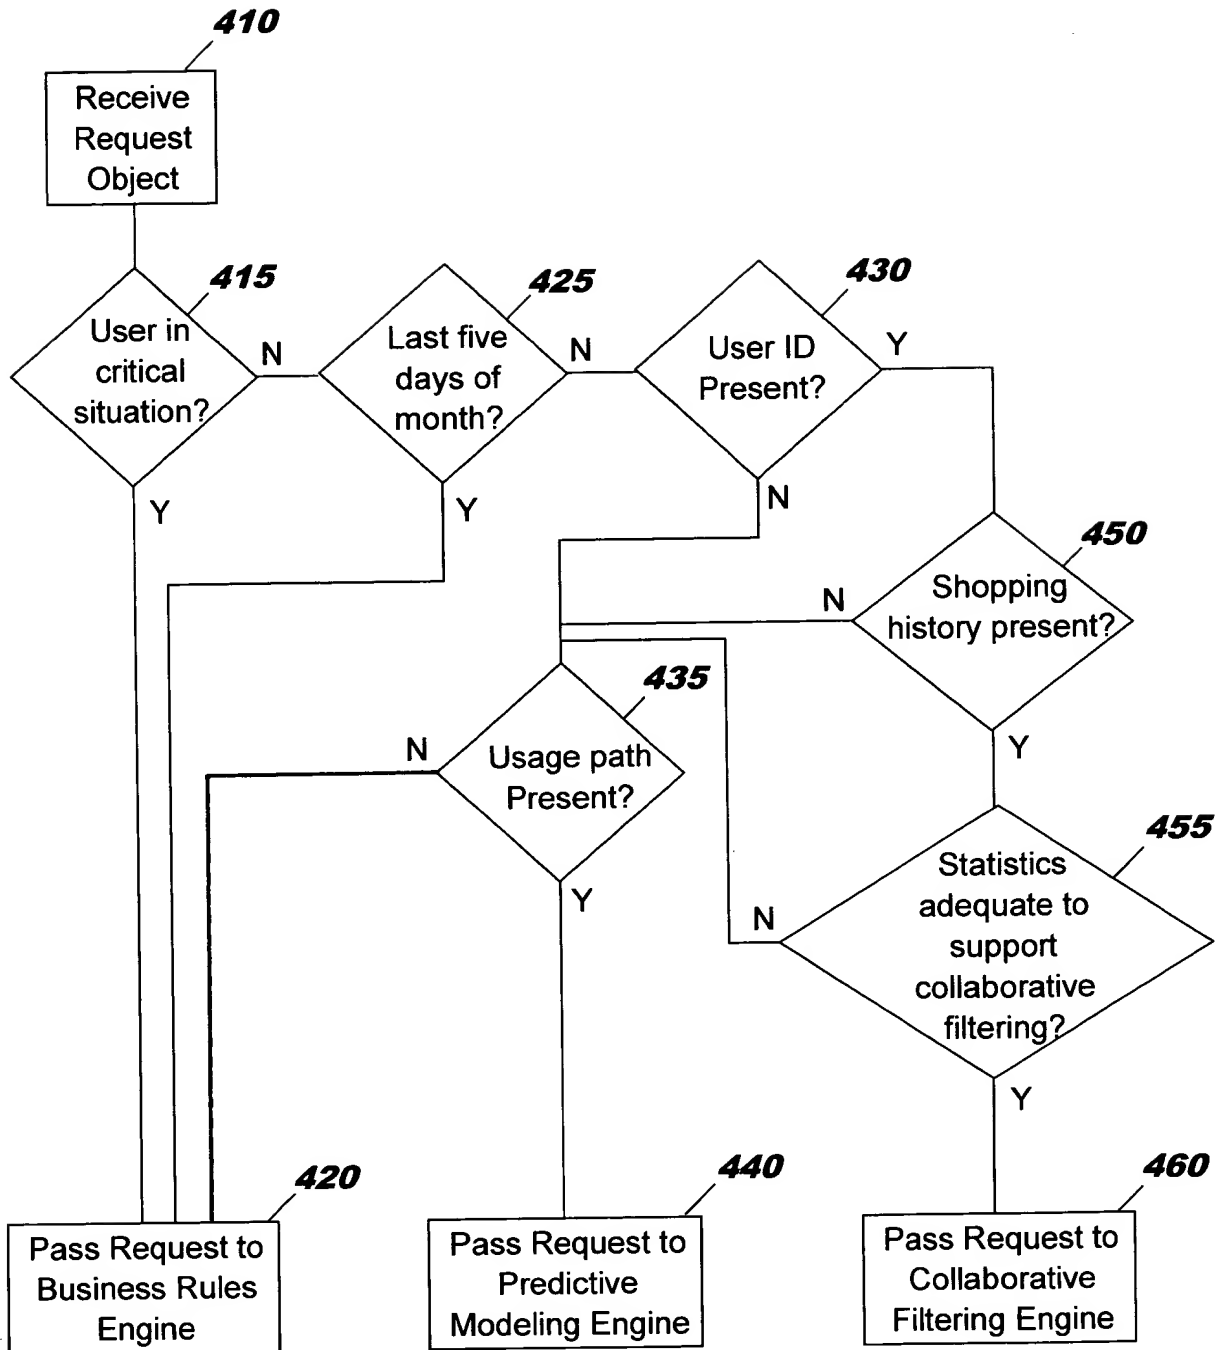 410
Receive
Request
Object
415
User in
critical
situation?
N
Y
425
Last five
days of
month?
N
Y
430
User ID
Present?
Y
N
450
Shopping
history present?
N
Y
435
Usage path
Present?
N
Y
455
Statistics
adequate to
support
collaborative
filtering?
N
Y
420
Pass Request to
Business Rules
Engine
440
Pass Request to
Predictive
Modeling Engine
460
Pass Request to
Collaborative
Filtering Engine